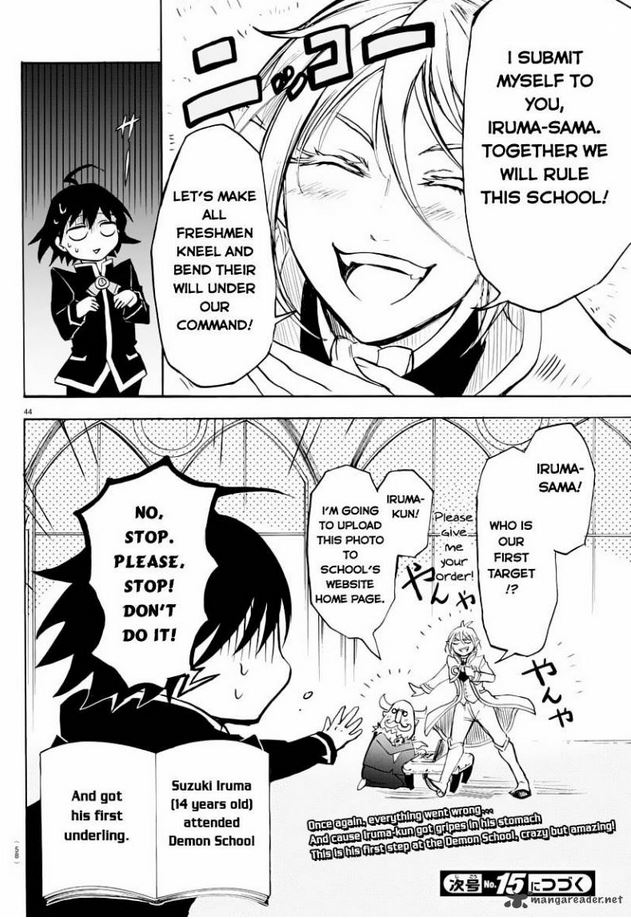 I SUBMIT
MYSELF TO
YOU,
IRUMA-SAMA.
TOGETHER WE
WILL RULE
THIS SCHOOL!
ニッコー
LET'S MAKE
ALL
FRESHMEN
KNEEL AND
BEND THEIR
WILL UNDER
OUR
COMMAND!
44
IRUMA-
SAMA!
WHO IS
OUR
FIRST
TARGET
!?
Please
give
me
your
order!
IRUMA-
KUN!
I'M GOING
TO UPLOAD
THIS PHOTO
TO
SCHOOL'S
WEBSITE
HOME PAGE.
やんや
やんや
NO,
STOP.
PLEASE,
STOP!
DON'T
DO IT!
Suzuki Iruma
(14 years old)
attended
Demon School
And got
his first
underling.
Once again, everything went wrong...
And cause Iruma-kun got gripes in his stomach
This is his first step at the Demon School, crazy but amazing!
次号No.15につづく
mangareader.net